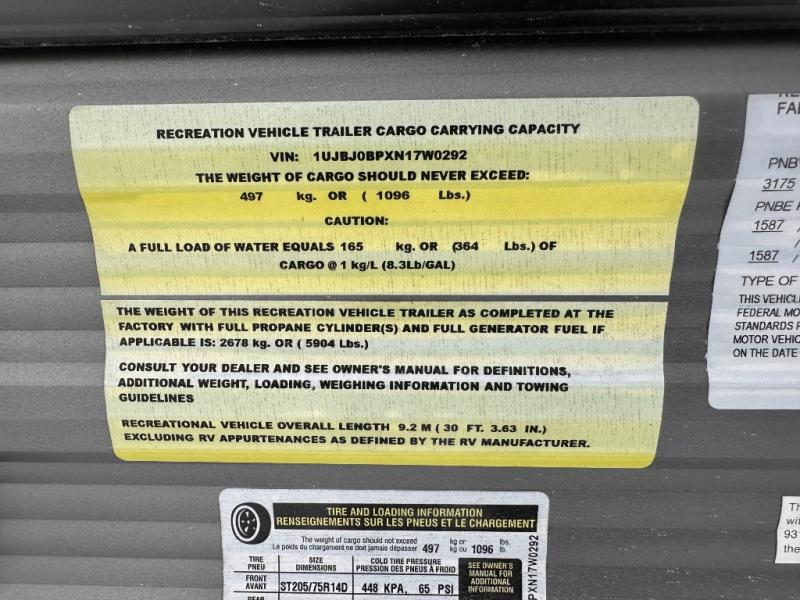 RECREATION VEHICLE TRAILER CARGO CARRYING CAPACITY
VIN: 1UJBJ0BPXN17W0292
THE WEIGHT OF CARGO SHOULD NEVER EXCEED:
497 kg. OR ( 1096 Lbs.)
CAUTION:
A FULL LOAD OF WATER EQUALS 165 kg. OR (364 Lbs.) OF
CARGO @ 1 kg/L (8.3Lb/GAL)
THE WEIGHT OF THIS RECREATION VEHICLE TRAILER AS COMPLETED AT THE
FACTORY WITH FULL PROPANE CYLINDER(S) AND FULL GENERATOR FUEL IF
APPLICABLE IS: 2678 kg. OR ( 5904 Lbs.)
CONSULT YOUR DEALER AND SEE OWNER'S MANUAL FOR DEFINITIONS,
ADDITIONAL WEIGHT, LOADING, WEIGHING INFORMATION AND TOWING
GUIDELINES
RECREATIONAL VEHICLE OVERALL LENGTH 9.2 M ( 30 FT. 3.63 IN.)
EXCLUDING RV APPURTENANCES AS DEFINED BY THE RV MANUFACTURER.
TIRE AND LOADING INFORMATION
RENSEIGNEMENTS SUR LES PNEUS ET LE CHARGEMENT
The weight of cargo should not exceed
Le poids du chargement ne doit jamais dépasser
497 kg or
kg ou
1096 lbs.
lb.
TIRE
PNEU
SIZE
DIMENSIONS
COLD TIRE PRESSURE
PRESSION DES PNEUS À FROID
SEE OWNER'S
MANUAL FOR
ADDITIONAL
INFORMATION
FRONT
AVANT
ST205/75R14D
448 KPA, 65 PSI
PXN17W0292
PNB
3175
PNBE
1587 /
/
1587 /
TYPE OF
THIS VEHICL
FEDERAL MO
STANDARDS
MOTOR VEHIC
ON THE DATE
Th
with
931
the